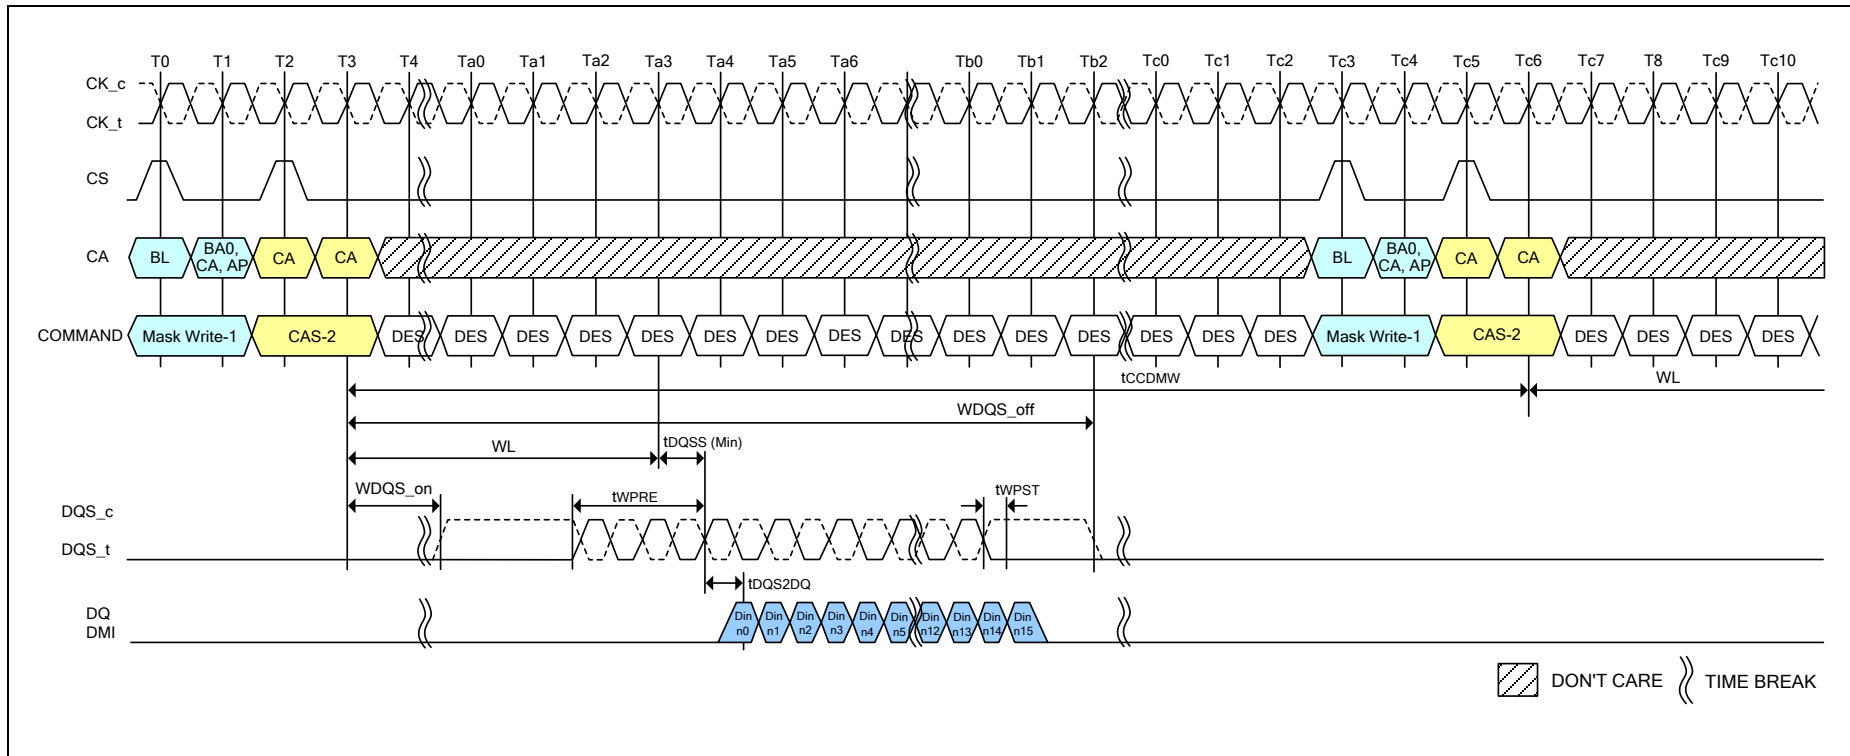 T0 T1 T2 T3 T4 Ta0 Ta1 Ta2 Ta3 Ta4 Ta5 Ta6 Tb0 Tb1 Tb2 Tc0 Tc1 Tc2 Tc3 Tc4 Tc5 Tc6 Tc7 T8 Tc9 Tc10
CK_c
CK_t
CS
CA BL BA0, CA, AP CA CA BL BA0, CA, AP CA CA
COMMAND Mask Write-1 CAS-2 DES DES DES DES DES DES DES DES DES DES DES DES DES DES DES Mask Write-1 CAS-2 DES DES DES DES
tCCDMW WL
WDQS_off
WL tDQSS (Min)
WDQS_on tWPRE tWPST
DQS_c
DQS_t
tDQS2DQ
DQ
DMI
Din n0 Din n1 Din n2 Din n3 Din n4 Din n5 Din n12 Din n13 Din n14 Din n15
DON'T CARE TIME BREAK